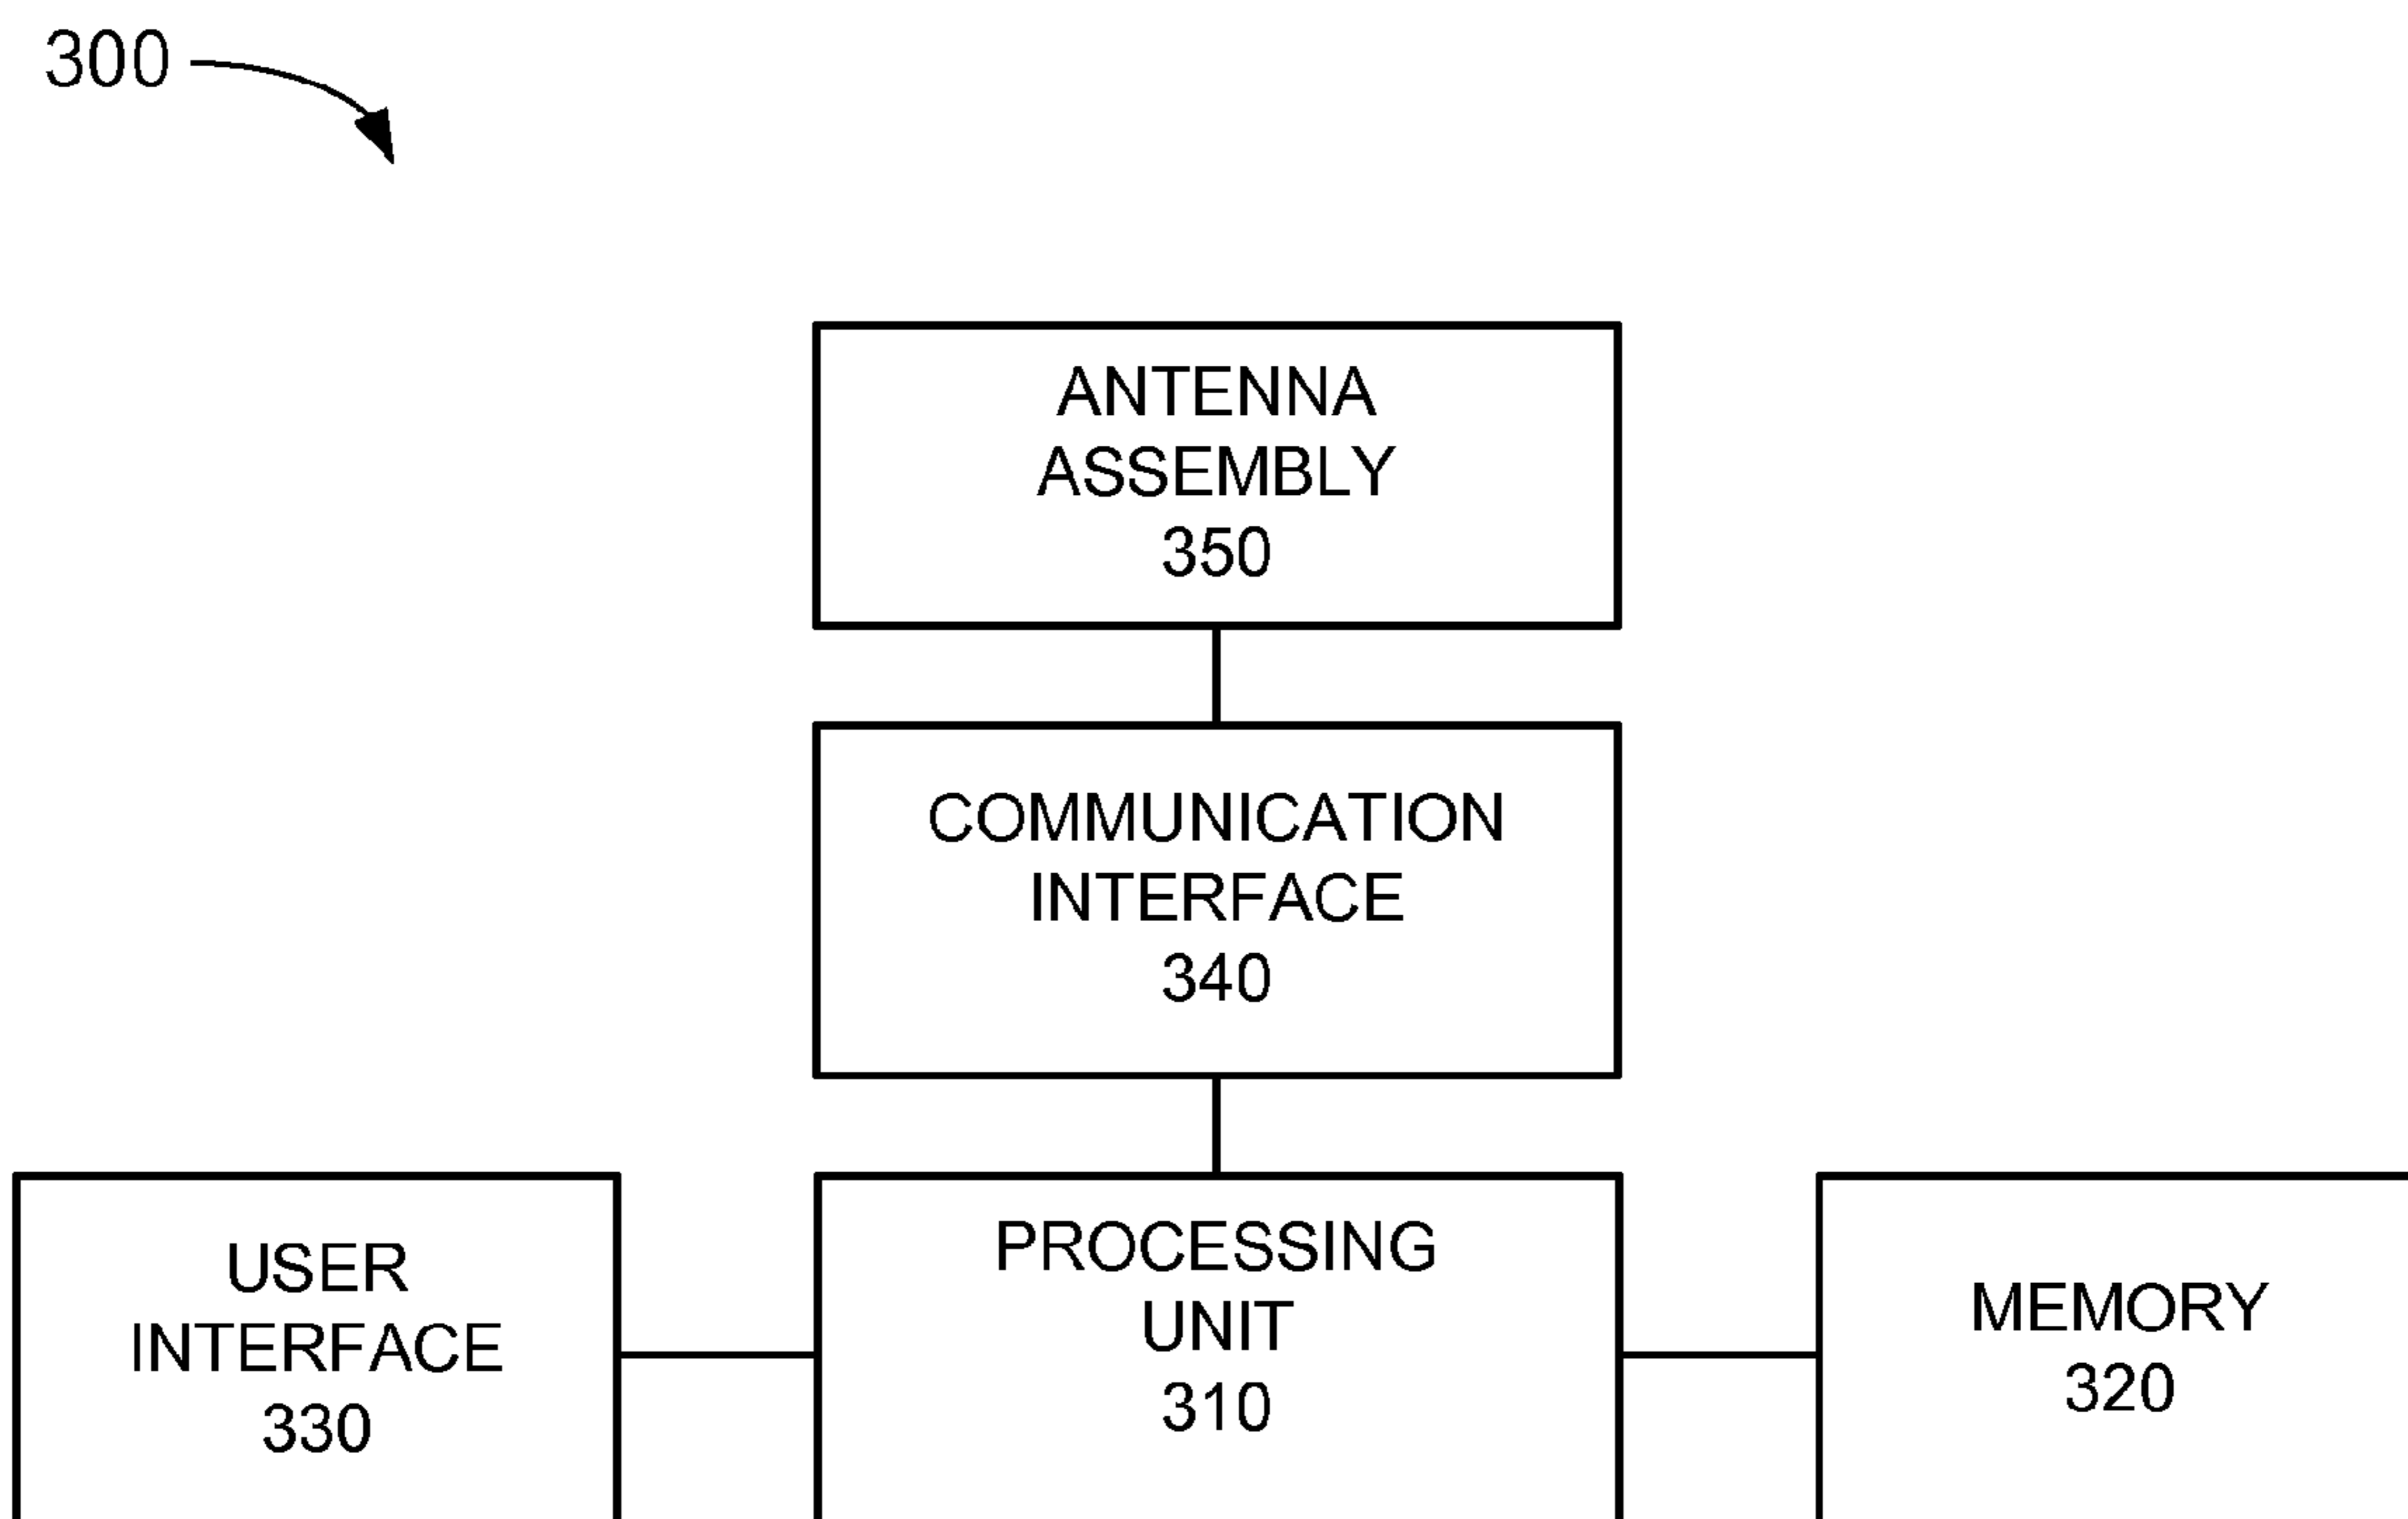 300
ANTENNA
ASSEMBLY
350
COMMUNICATION
INTERFACE
340
USER
INTERFACE
330
PROCESSING
UNIT
310
MEMORY
320